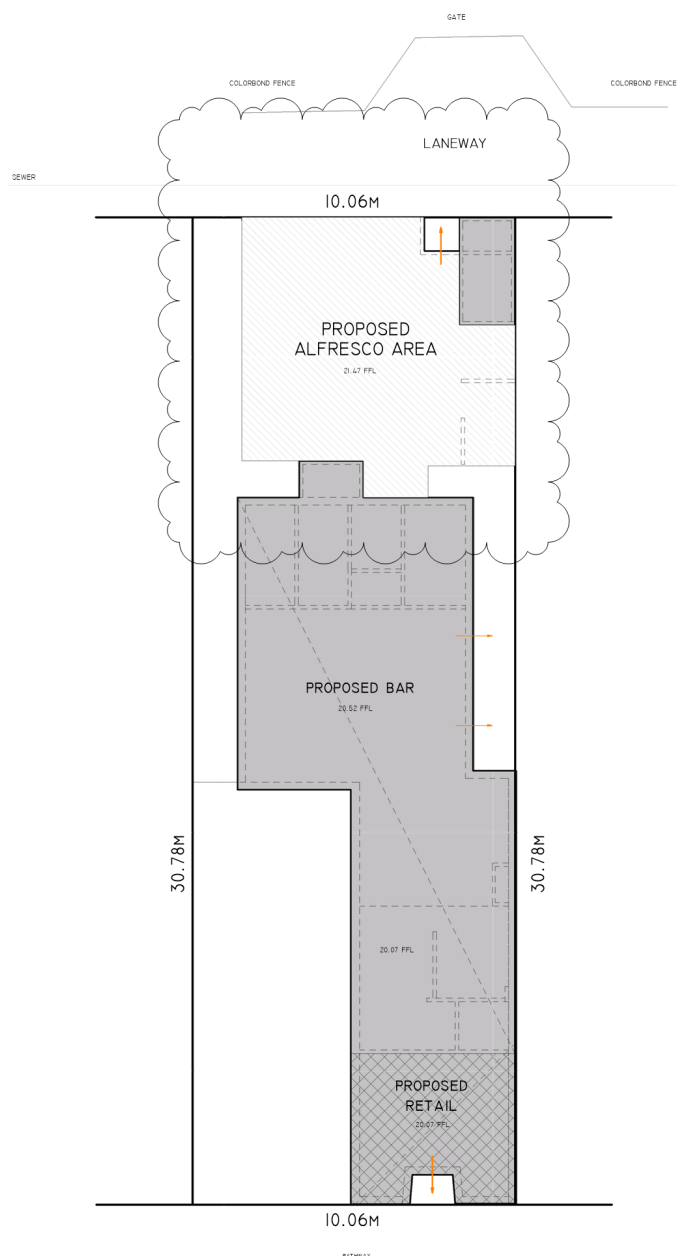 GATE
COLORBOND FENCE
COLORBOND FENCE
LANEWAY
SEWER
10.06M
PROPOSED
ALFRESCO AREA
21.47 FFL
PROPOSED BAR
20.52 FFL
30.78M
30.78M
20.07 FFL
PROPOSED
RETAIL
20.07 FFL
10.06M
PATHWAY